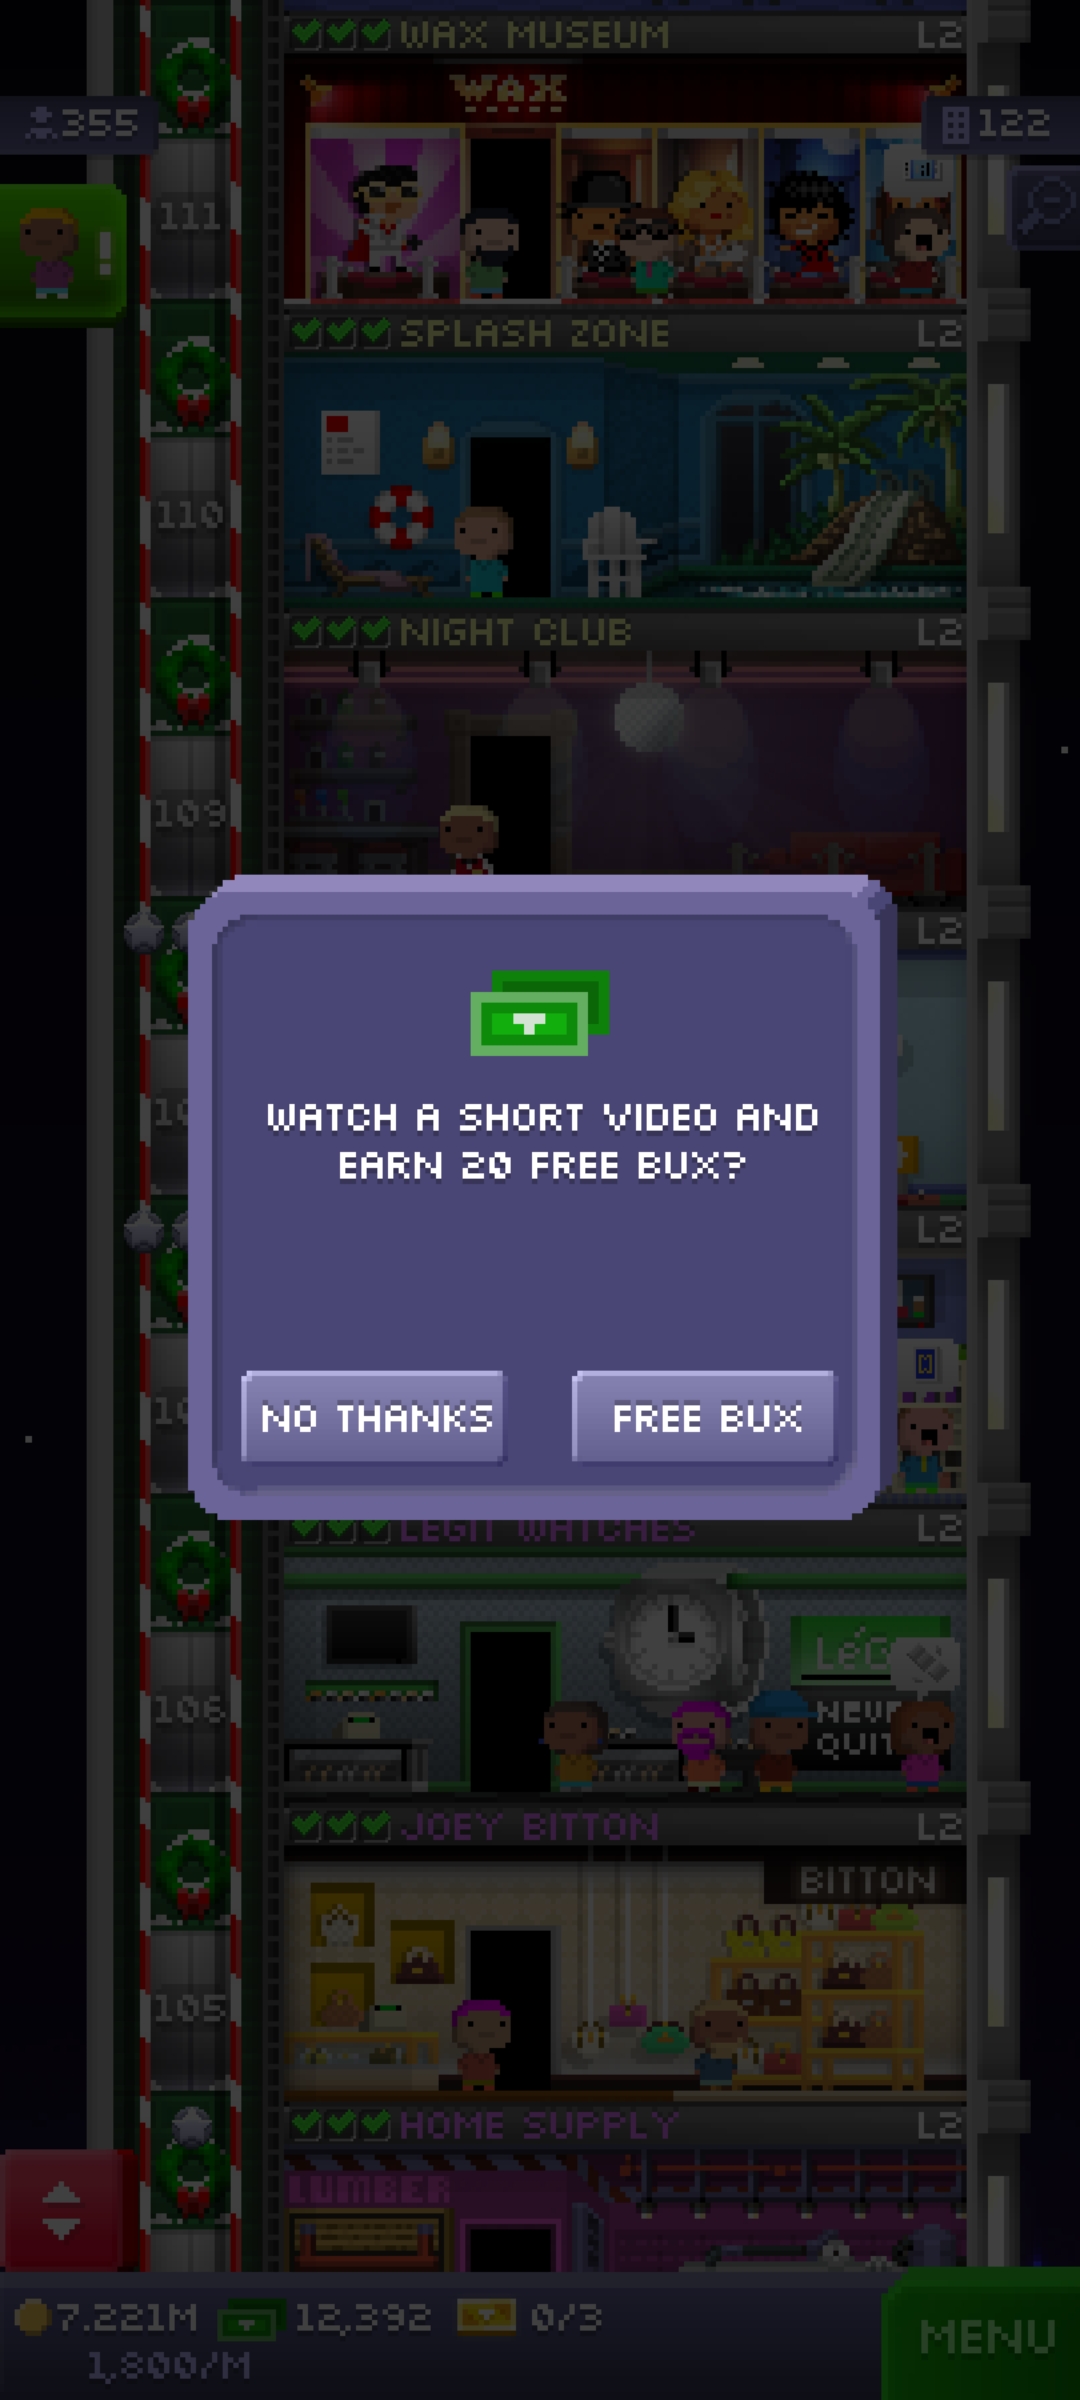 WAX MUSEUM L2
WAX
355
122
111
SPLASH ZONE L2
110
NIGHT CLUB L2
109
L2
WATCH A SHORT VIDEO AND
EARN 20 FREE BUX?
L2
NO THANKS
FREE BUX
LEGIT WATCHES L2
106
NEVE
QUIT
JOEY BITTON L2
BITTON
105
HOME SUPPLY L2
LUMBER
7.221M 12,392 0/3
1,800/M
MENU